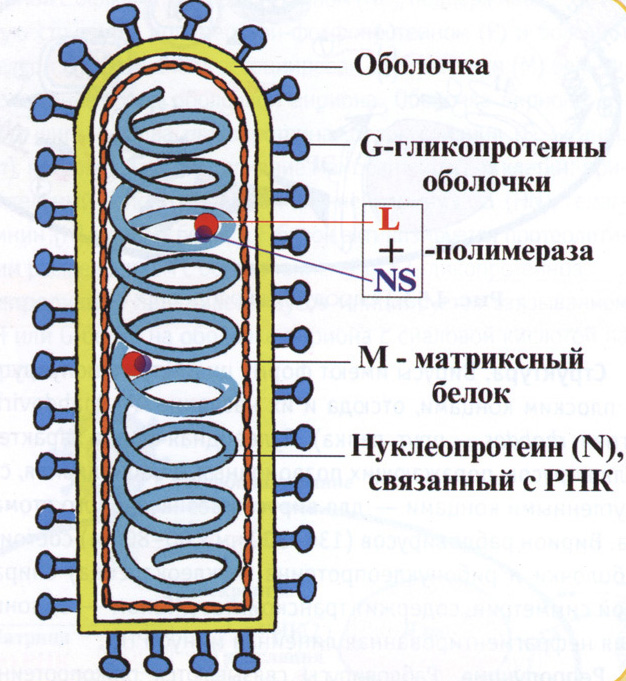 Оболочка
G-гликопротеины
оболочки
L
+ -полимераза
NS
М - матриксный
белок
Нуклеопротеин (N),
связанный с РНК